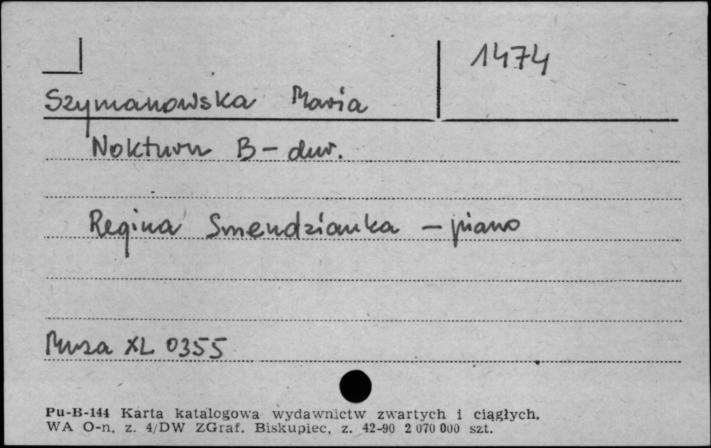 1474
Szymanowska Maria
Nokturn B-dur.
Regina Smendzianka - piano
Muza XL 0355
Pu-B-144 Karta katalogowa wydawnictw zwartych i ciągłych.
WA O-n, z. 4/DW ZGraf. Biskupiec, z. 42-90 2 070 000 szt.